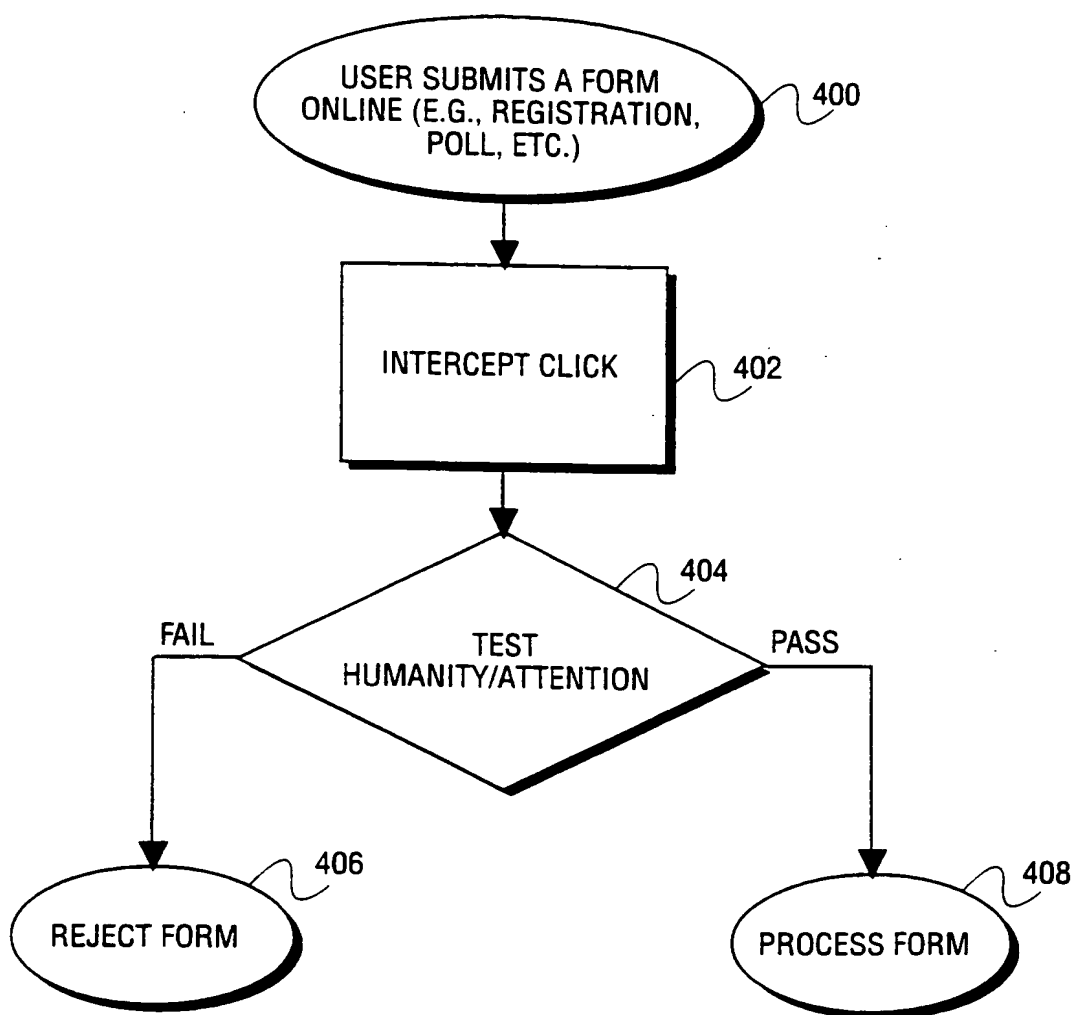 USER SUBMITS A FORM
ONLINE (E.G., REGISTRATION,
POLL, ETC.)
400
INTERCEPT CLICK
402
404
FAIL
TEST
HUMANITY/ATTENTION
PASS
406
REJECT FORM
408
PROCESS FORM